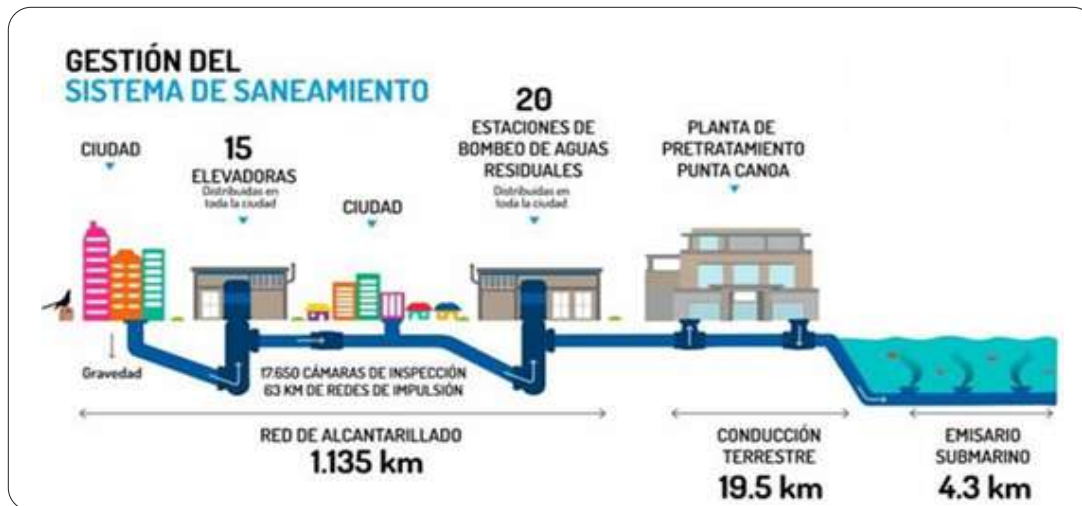 GESTIÓN DEL
SISTEMA DE SANEAMIENTO
CIUDAD
15
ELEVADORAS
Distribuidas en
toda la ciudad
CIUDAD
20
ESTACIONES DE
BOMBEO DE AGUAS
RESIDUALES
Distribuidas en
toda la ciudad
PLANTA DE
PRETRATAMIENTO
PUNTA CANOA
Gravedad
17.650 CÁMARAS DE INSPECCIÓN
63 KM DE REDES DE IMPULSIÓN
RED DE ALCANTARILLADO
1.135 km
CONDUCCIÓN
TERRESTRE
19.5 km
EMISARIO
SUBMARINO
4.3 km